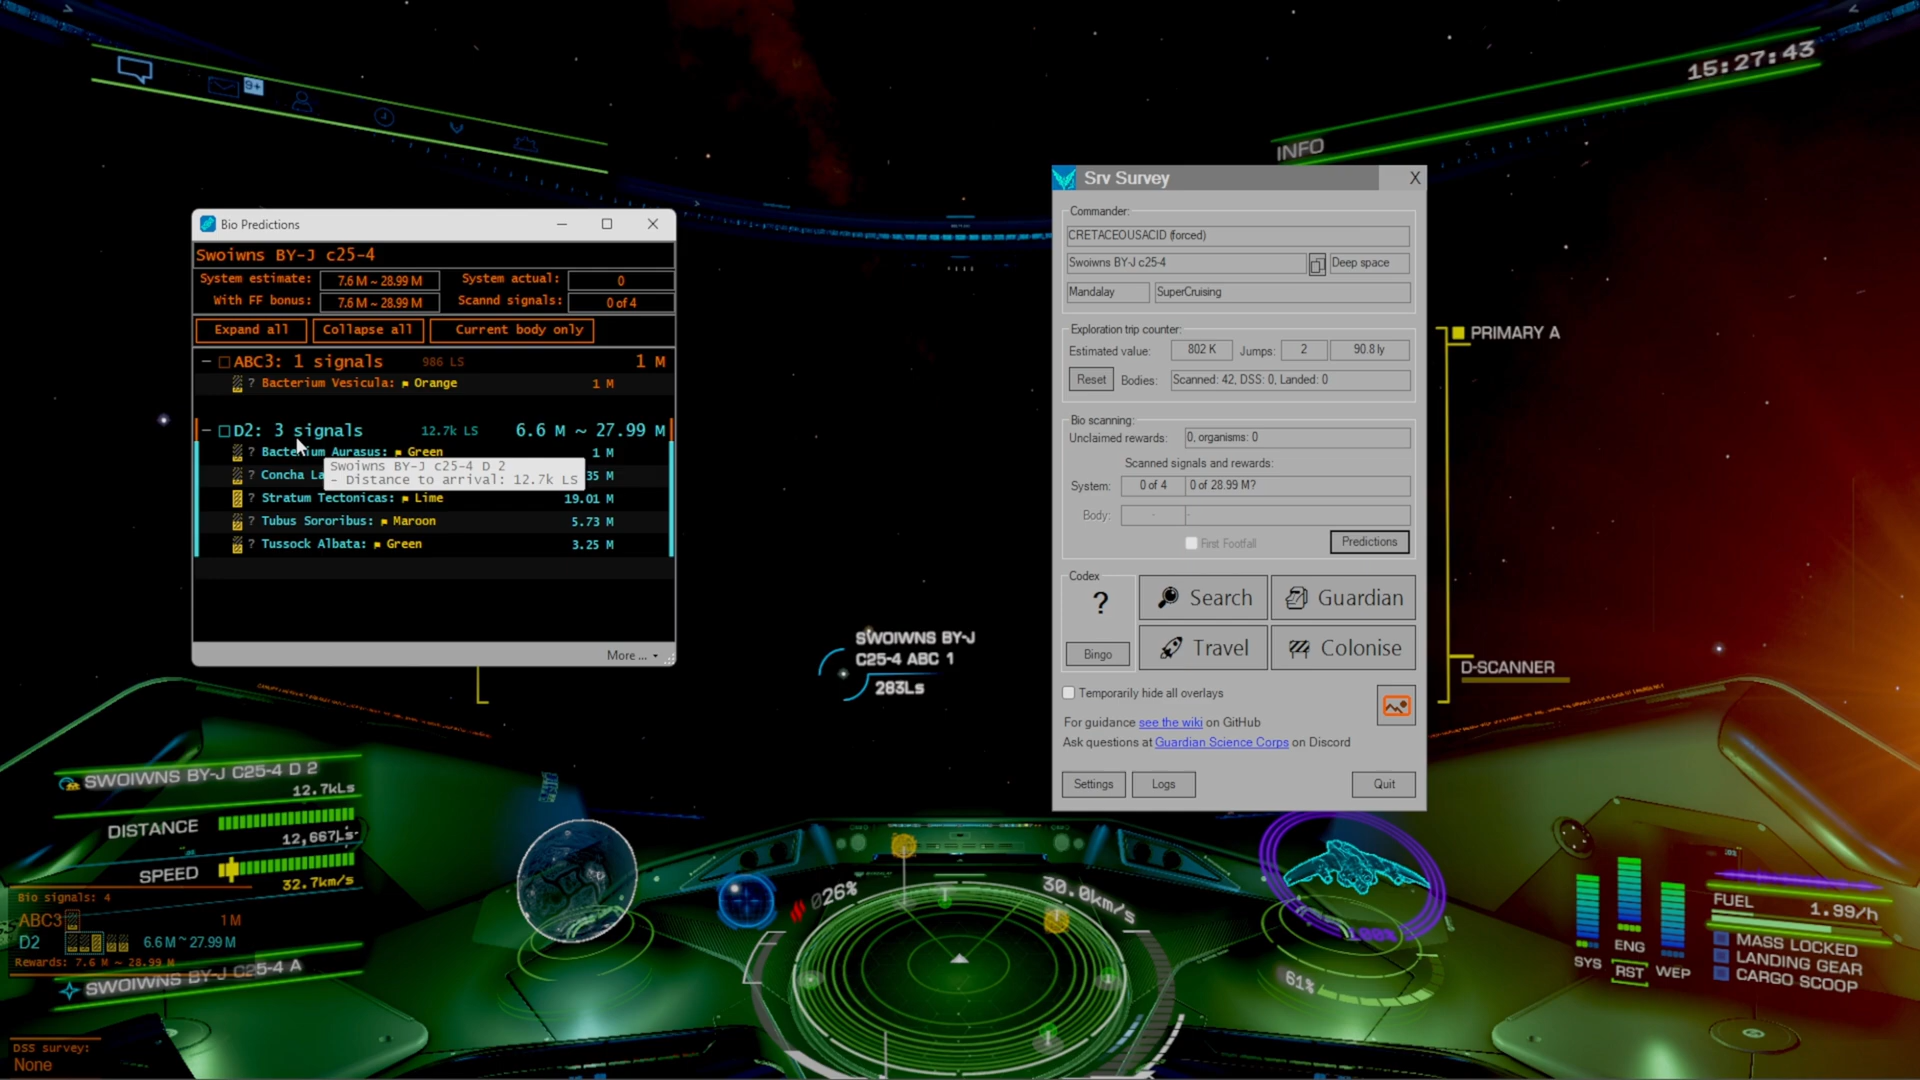 15:27:43
9+
INFO
Bio Predictions
Swoiwns BY-J c25-4
System estimate: 7.6 M ~ 28.99 M System actual: 0
With FF bonus: 7.6 M ~ 28.99 M Scannd signals: 0 of 4
Expand all Collapse all Current body only
ABC3: 1 signals 986 LS 1 M
? Bacterium Vesicula: Orange 1 M
D2: 3 signals 12.7k LS 6.6 M ~ 27.99 M
? Bacterium Aurasus: Green 1 M
? Concha La 35 M
Swoiwns BY-J c25-4 D 2
- Distance to arrival: 12.7k LS
? Stratum Tectonicas: Lime 19.01 M
? Tubus Sororibus: Maroon 5.73 M
? Tussock Albata: Green 3.25 M
More ...
Srv Survey X
Commander:
CRETACEOUSACID (forced)
Swoiwns BY-J c25-4 Deep space
Mandalay SuperCruising
Exploration trip counter:
Estimated value: 802 K Jumps: 2 90.8 ly
Reset Bodies: Scanned: 42, DSS: 0, Landed: 0
Bio scanning:
Unclaimed rewards: 0, organisms: 0
Scanned signals and rewards:
System: 0 of 4 0 of 28.99 M?
Body: - -
First Footfall Predictions
Codex
? Search Guardian
Bingo Travel Colonise
Temporarily hide all overlays
For guidance see the wiki on GitHub
Ask questions at Guardian Science Corps on Discord
Settings Logs Quit
PRIMARY A
D-SCANNER
SWOIWNS BY-J
C25-4 ABC 1
283Ls
SWOIWNS BY-J C25-4 D 2
12.7kLs
DISTANCE
12,667Ls
SPEED
32.7km/s
Bio signals: 4
ABC3 1 M
D2 6.6 M ~ 27.99 M
Rewards: 7.6 M ~ 28.99 M
SWOIWNS BY-J C25-4 A
DSS survey:
None
026%
30.0km/s
100%
61%
SYS ENG WEP
RST
FUEL 1.99/h
MASS LOCKED
LANDING GEAR
CARGO SCOOP